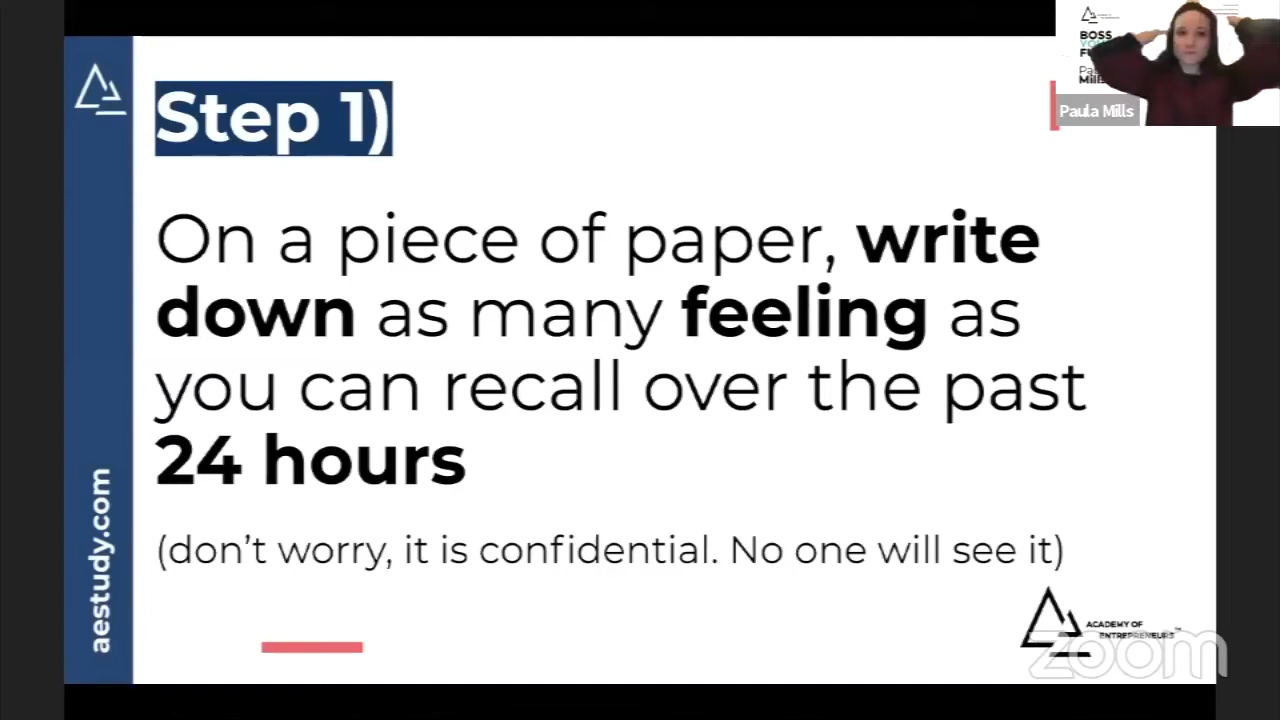 Step 1)
On a piece of paper, write
down as many feeling as
you can recall over the past
24 hours
(don't worry, it is confidential. No one will see it)
aestudy.com
ACADEMY OF
ENTREPRENEURS™
zoom
BOSS
Mills
Paula Mills